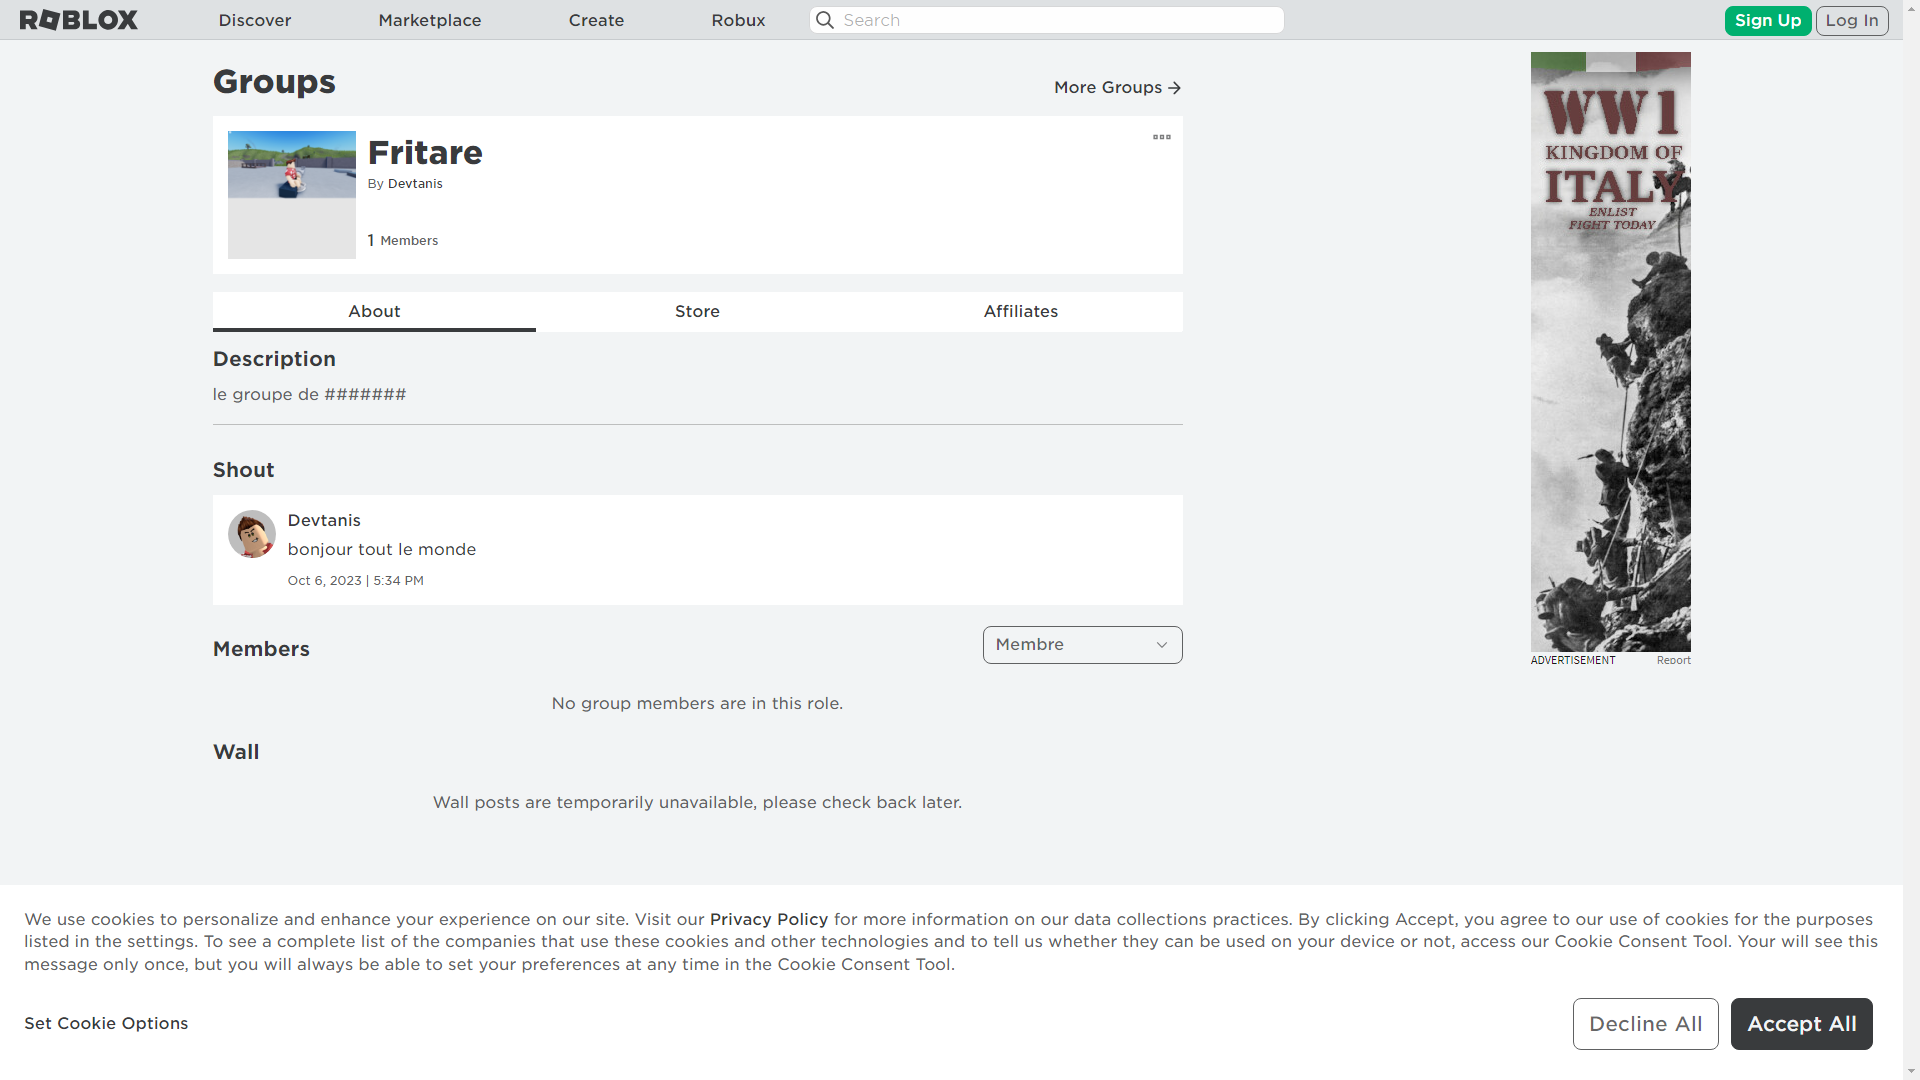 ROBLOX
Discover
Marketplace
Create
Robux
Search
Sign Up
Log In
Groups
More Groups
Fritare
By Devtanis
1 Members
About
Store
Affiliates
Description
le groupe de #######
Shout
Devtanis
bonjour tout le monde
Oct 6, 2023 | 5:34 PM
Members
Membre
No group members are in this role.
Wall
Wall posts are temporarily unavailable, please check back later.
WW1
KINGDOM OF
ITALY
ENLIST
FIGHT TODAY
ADVERTISEMENT
Report
We use cookies to personalize and enhance your experience on our site. Visit our Privacy Policy for more information on our data collections practices. By clicking Accept, you agree to our use of cookies for the purposes
listed in the settings. To see a complete list of the companies that use these cookies and other technologies and to tell us whether they can be used on your device or not, access our Cookie Consent Tool. Your will see this
message only once, but you will always be able to set your preferences at any time in the Cookie Consent Tool.
Set Cookie Options
Decline All
Accept All